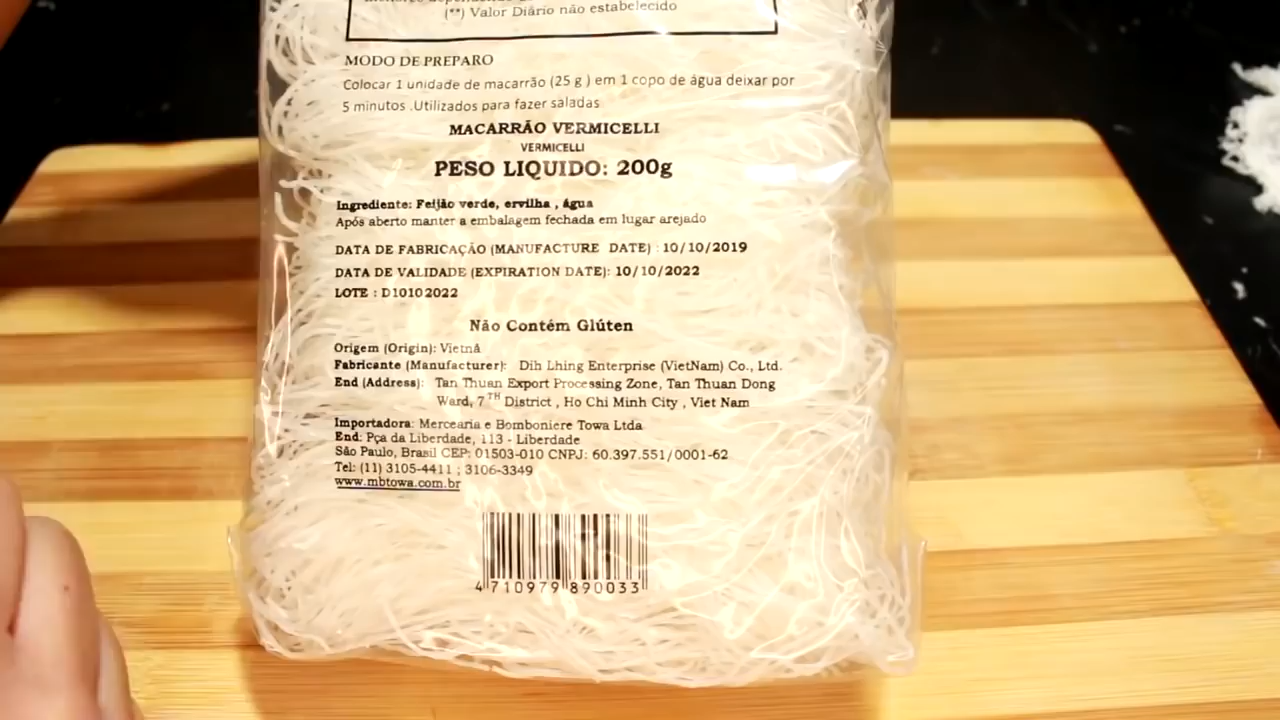 (**) Valor Diário não estabelecido
MODO DE PREPARO
Colocar 1 unidade de macarrão (25 g ) em 1 copo de água deixar por
5 minutos .Utilizados para fazer saladas
MACARRÃO VERMICELLI
VERMICELLI
PESO LIQUIDO: 200g
Ingrediente: Feijão verde, ervilha , água
Após aberto manter a embalagem fechada em lugar arejado
DATA DE FABRICAÇÃO (MANUFACTURE DATE) : 10/10/2019
DATA DE VALIDADE (EXPIRATION DATE): 10/10/2022
LOTE : D10102022
Não Contém Glúten
Origem (Origin): Vietnã
Fabricante (Manufacturer): Dih Lhing Enterprise (VietNam) Co., Ltd.
End (Address): Tan Thuan Export Processing Zone, Tan Thuan Dong
Ward, 7 TH District , Ho Chi Minh City , Viet Nam
Importadora: Mercearia e Bomboniere Towa Ltda
End: Pça da Liberdade, 113 - Liberdade
São Paulo, Brasil CEP: 01503-010 CNPJ: 60.397.551/0001-62
Tel: (11) 3105-4411 ; 3106-3349
www.mbtowa.com.br
4 710979 890033